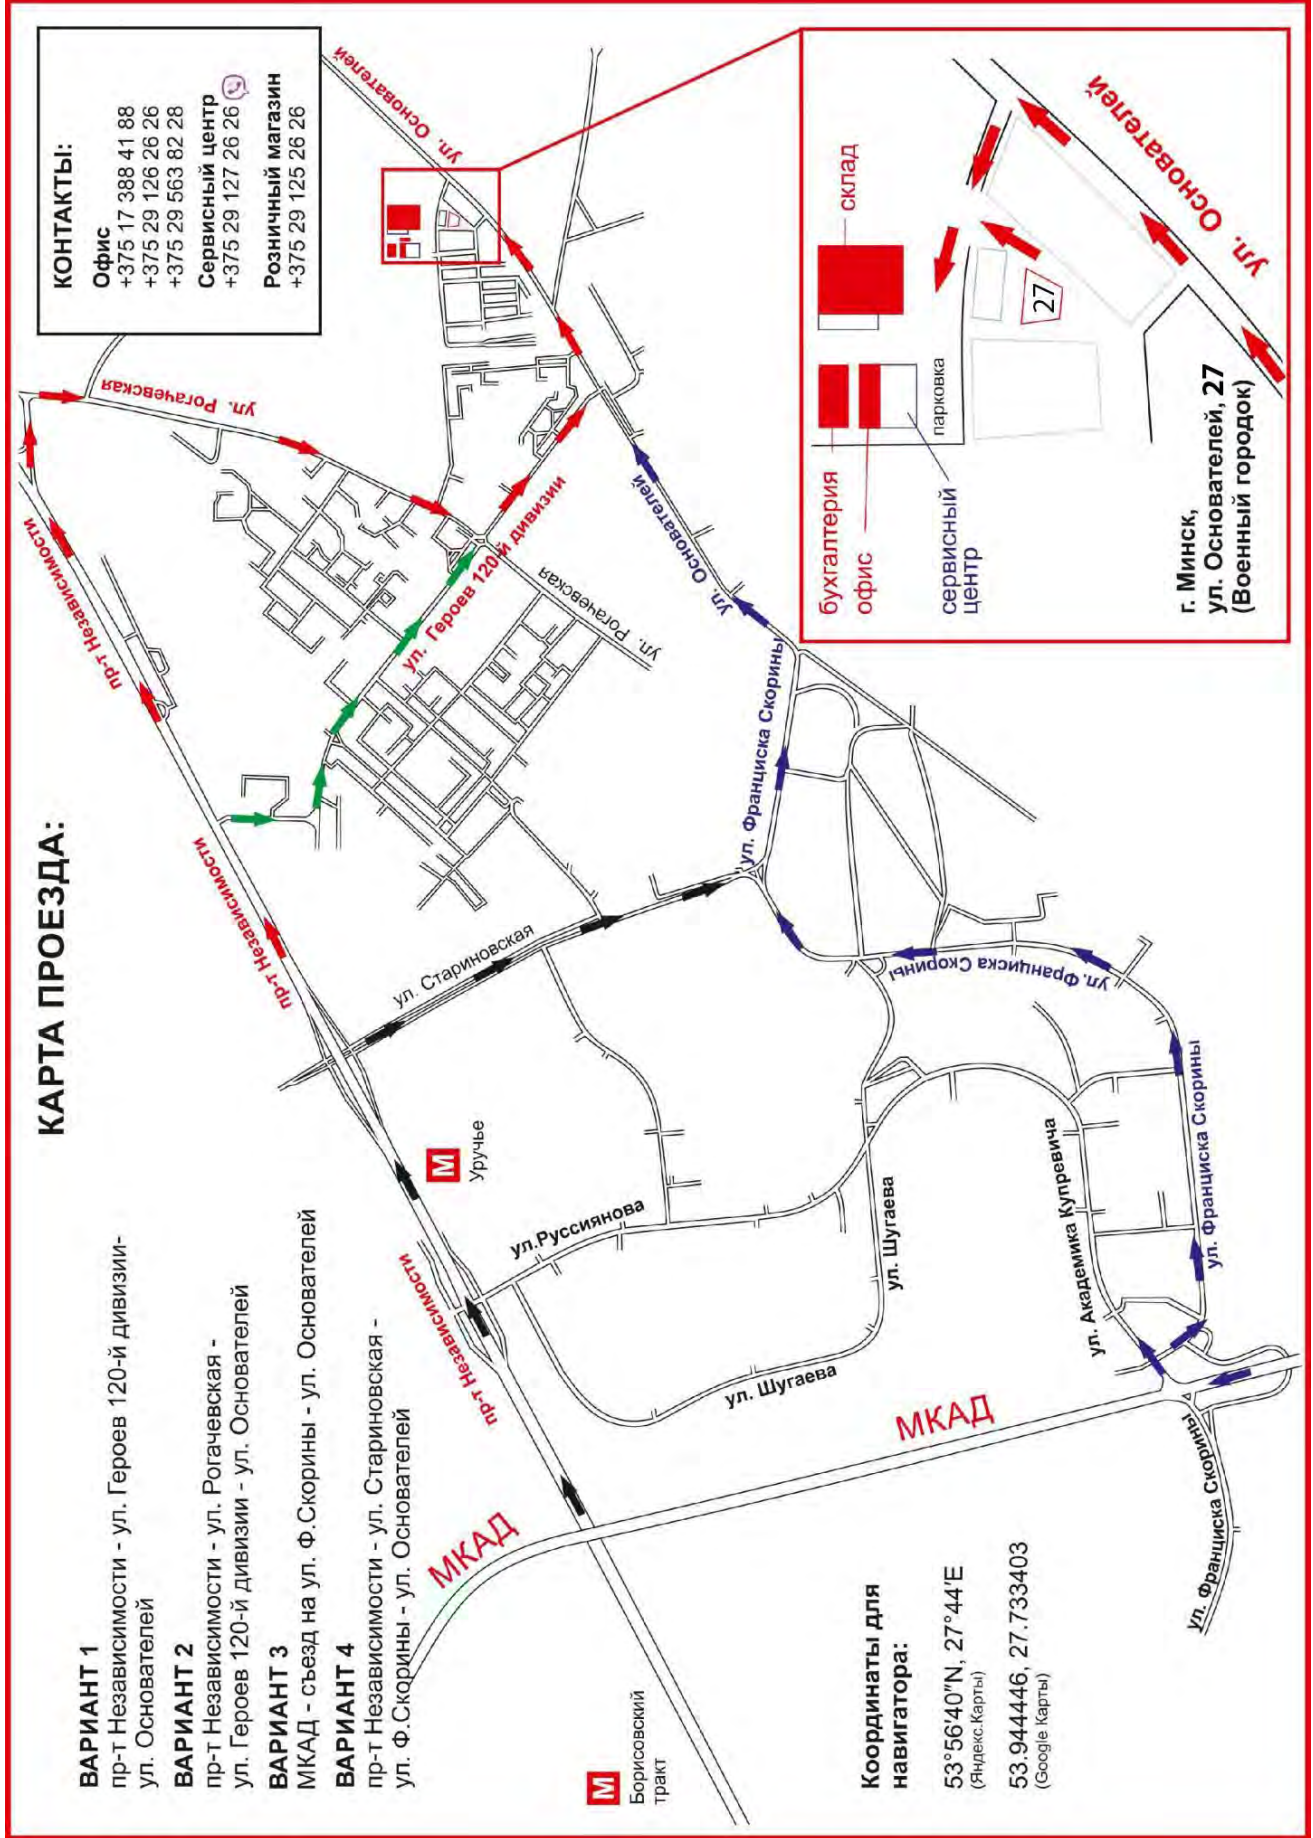 КАРТА ПРОЕЗДА:
ВАРИАНТ 1
пр-т Независимости - ул. Героев 120-й дивизии-
ул. Основателей
ВАРИАНТ 2
пр-т Независимости - ул. Рогачевская -
ул. Героев 120-й дивизии - ул. Основателей
ВАРИАНТ 3
МКАД - съезд на ул. Ф.Скорины - ул. Основателей
ВАРИАНТ 4
пр-т Независимости - ул. Стариновская -
ул. Ф.Скорины - ул. Основателей
КОНТАКТЫ:
Офис
+375 17 388 41 88
+375 29 126 26 26
+375 29 563 82 28
Сервисный центр
+375 29 127 26 26
Розничный магазин
+375 29 125 26 26
пр-т Независимости
пр-т Независимости
пр-т Независимости
пр-т Независимости
ул. Рогачевская
ул. Основателей
ул. Героев 120-й дивизии
ул. Рогачевская
ул. Стариновская
М
Уручье
ул.Руссиянова
МКАД
М
Борисовский
тракт
ул. Шугаева
ул. Шугаева
МКАД
ул. Основателей
ул. Франциска Скорины
ул. Франциска Скорины
ул. Академика Купревича
ул. Франциска Скорины
ул. Франциска Скорины
Координаты для
навигатора:
53°56'40"N, 27°44'E
(Яндекс.Карты)
53.944446, 27.733403
(Google Карты)
бухгалтерия
офис
склад
сервисный
центр
парковка
27
ул. Основателей
г. Минск,
ул. Основателей, 27
(Военный городок)